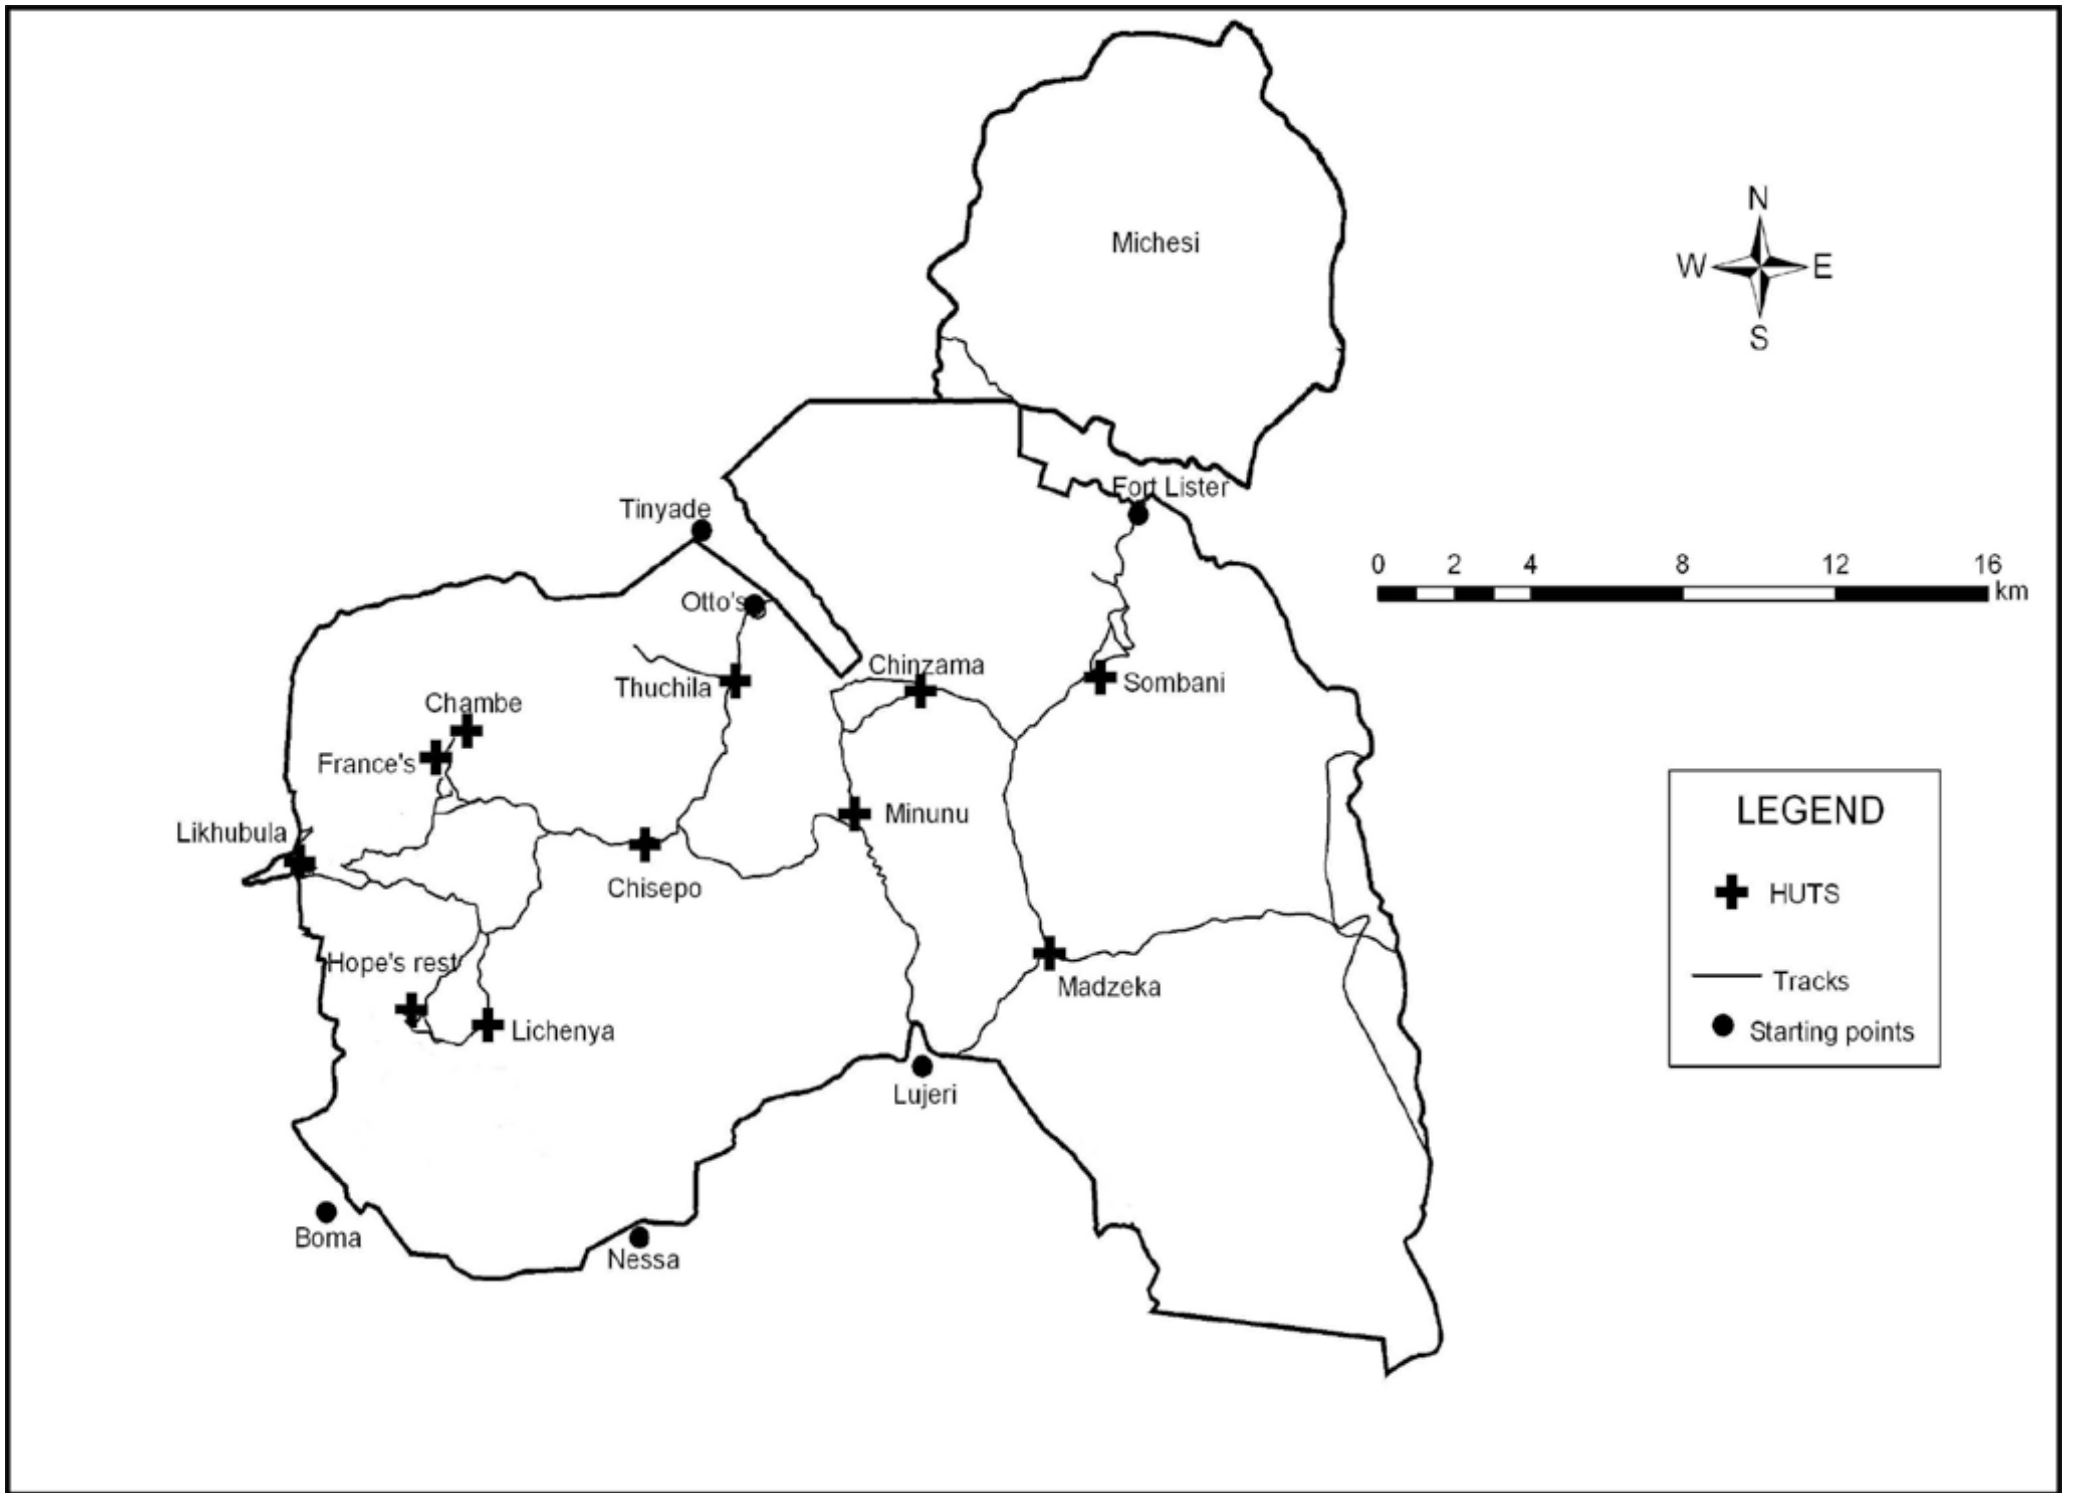 N
Michesi
W E
S
Fort Lister
Tinyade
0 2 4 8 12 16
km
Otto's
Chinzama
Thuchila
Sombani
Chambe
France's
Minunu
Likhubula
Chisepo
Hope's rest
Madzeka
Lichenya
Lujeri
Boma
Nessa
LEGEND
HUTS
Tracks
Starting points